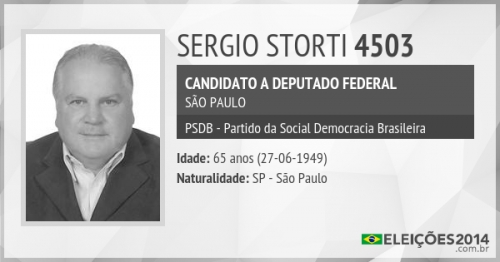 SERGIO STORTI 4503
CANDIDATO A DEPUTADO FEDERAL
SÃO PAULO
PSDB - Partido da Social Democracia Brasileira
Idade: 65 anos (27-06-1949)
Naturalidade: SP - São Paulo
ELEIÇÕES2014
.com.br